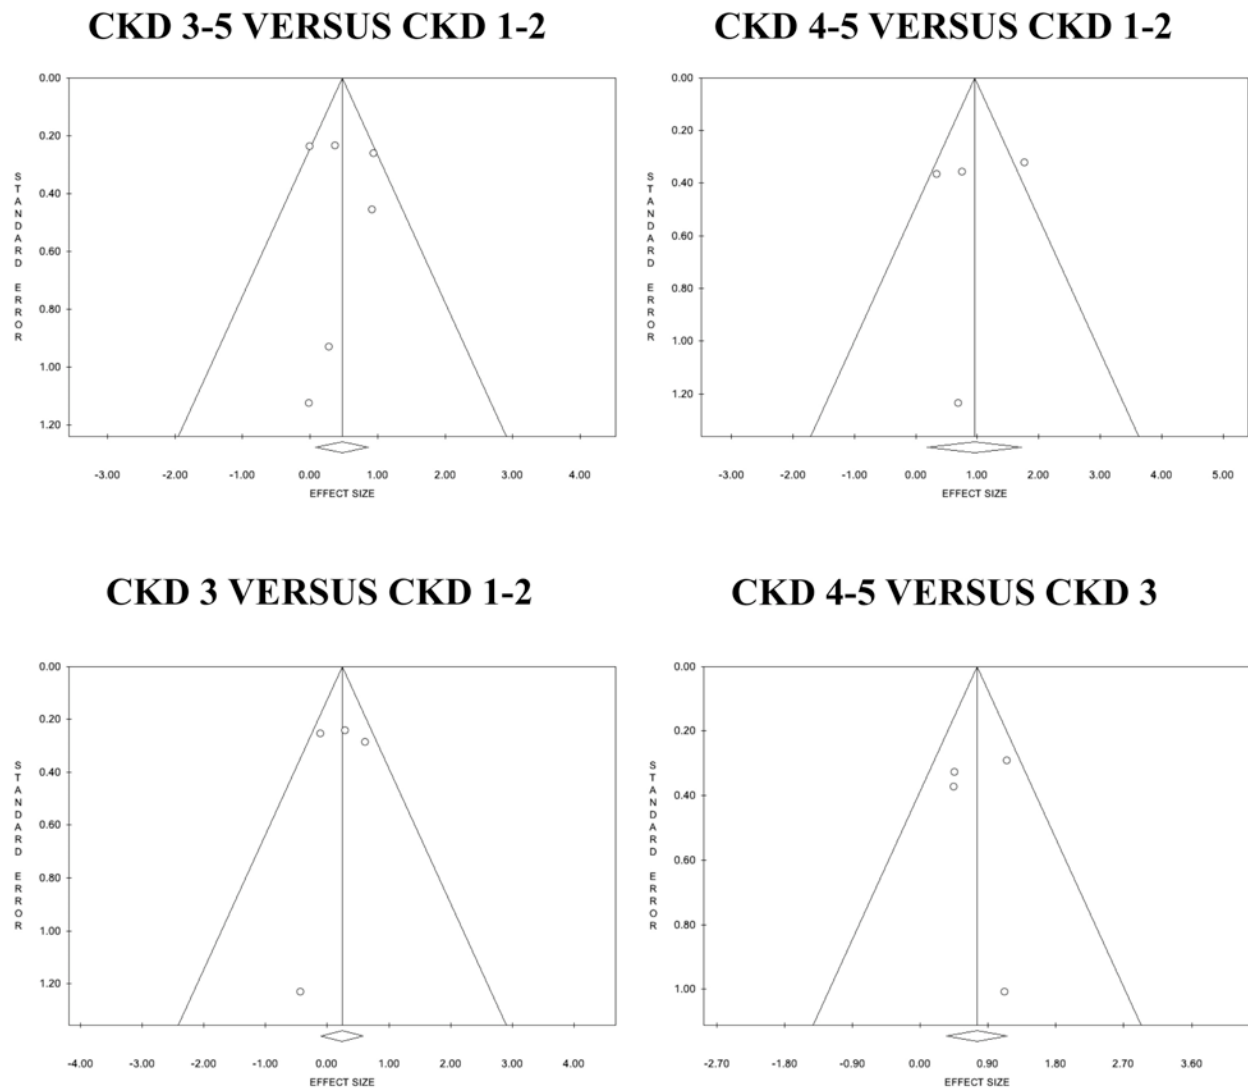 CKD 3-5 VERSUS CKD 1-2
0.00
0.20
0.40
0.60
0.80
1.00
1.20
STANDARD ERROR
-3.00 -2.00 -1.00 0.00 1.00 2.00 3.00 4.00
EFFECT SIZE
CKD 4-5 VERSUS CKD 1-2
0.00
0.20
0.40
0.60
0.80
1.00
1.20
STANDARD ERROR
-3.00 -2.00 -1.00 0.00 1.00 2.00 3.00 4.00 5.00
EFFECT SIZE
CKD 3 VERSUS CKD 1-2
0.00
0.20
0.40
0.60
0.80
1.00
1.20
STANDARD ERROR
-4.00 -3.00 -2.00 -1.00 0.00 1.00 2.00 3.00 4.00
EFFECT SIZE
CKD 4-5 VERSUS CKD 3
0.00
0.20
0.40
0.60
0.80
1.00
STANDARD ERROR
-2.70 -1.80 -0.90 0.00 0.90 1.80 2.70 3.60
EFFECT SIZE